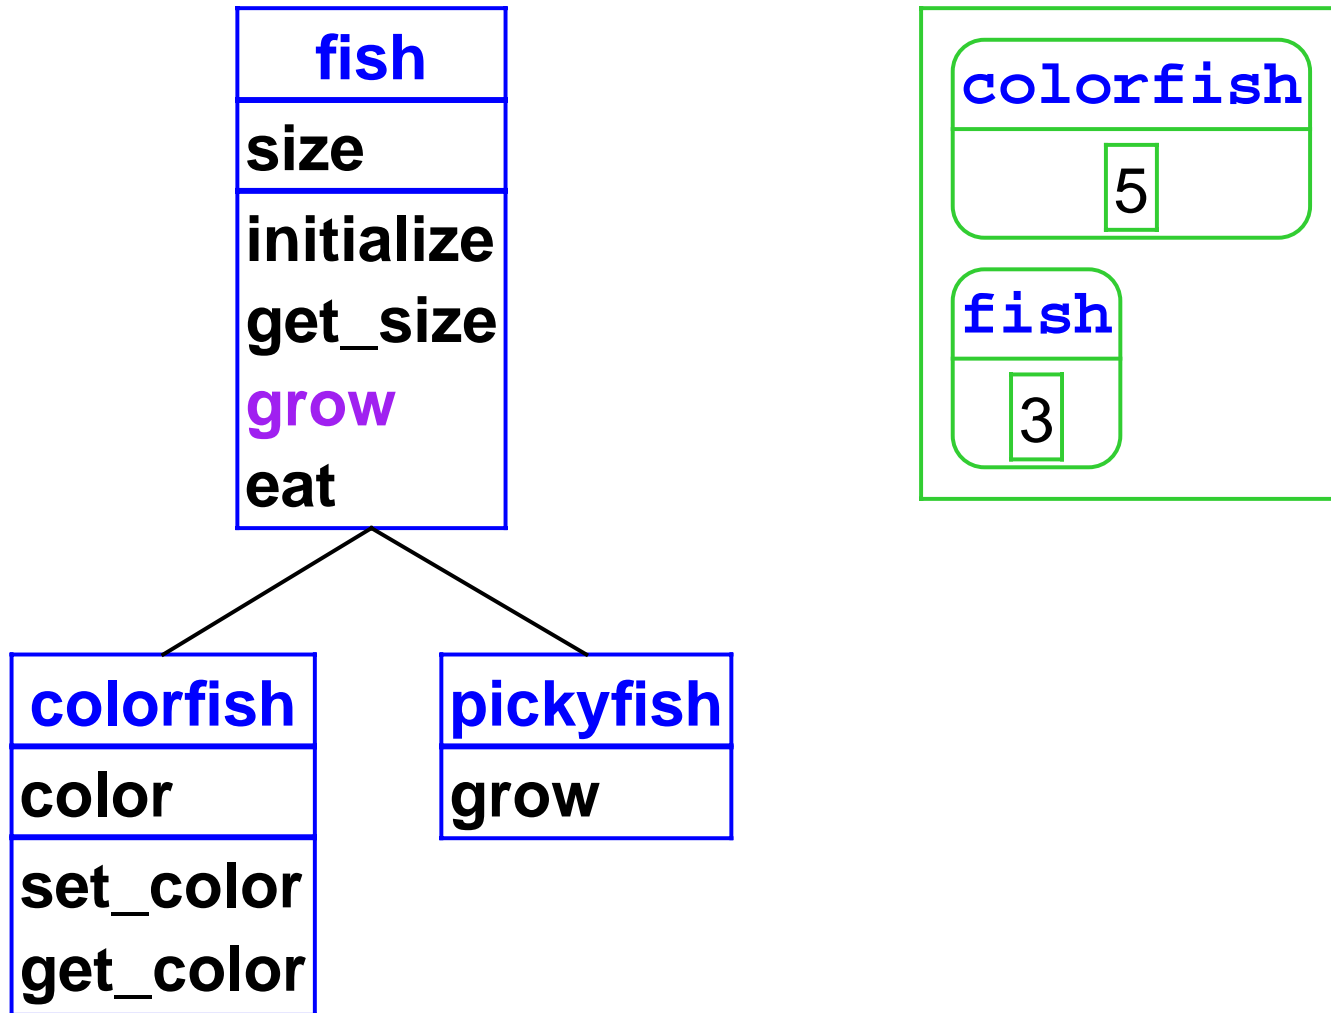 fish
size
initialize
get_size
grow
eat
colorfish
color
set_color
get_color
pickyfish
grow
colorfish
5
fish
3